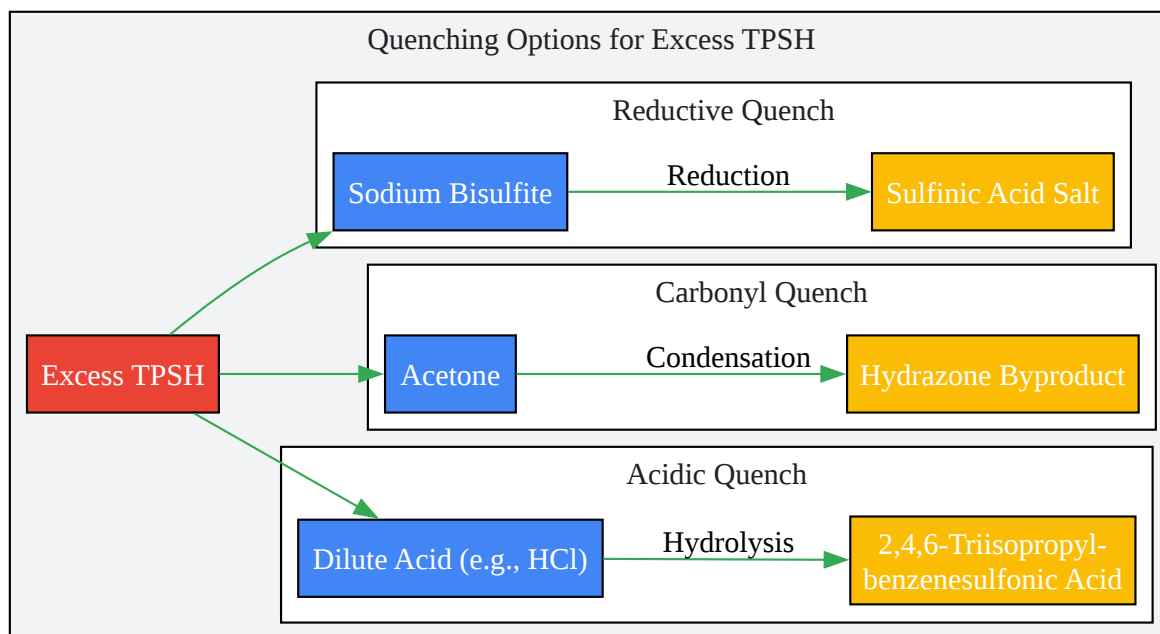 Quenching Options for Excess TPSH
Reductive Quench
Sodium Bisulfite
Reduction
Sulfinic Acid Salt
Carbonyl Quench
Excess TPSH
Acetone
Condensation
Hydrazone Byproduct
Acidic Quench
Dilute Acid (e.g., HCl)
Hydrolysis
2,4,6-Triisopropyl-
benzenesulfonic Acid